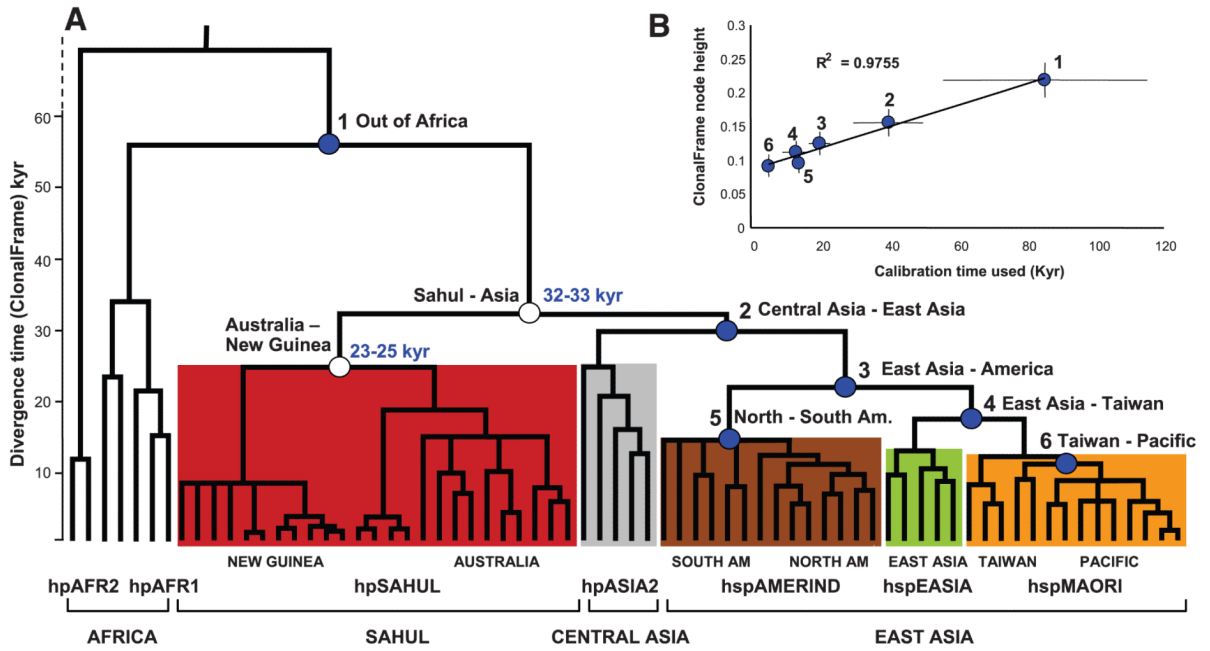 A
B
Divergence time (ClonalFrame) kyr
60
50
40
30
20
10
1 Out of Africa
Sahul - Asia
32-33 kyr
Australia –
New Guinea
23-25 kyr
2 Central Asia - East Asia
3 East Asia - America
4 East Asia - Taiwan
5 North - South Am.
6 Taiwan - Pacific
NEW GUINEA
AUSTRALIA
SOUTH AM
NORTH AM
EAST ASIA
TAIWAN
PACIFIC
hpAFR2
hpAFR1
hpSAHUL
hpASIA2
hspAMERIND
hspEASIA
hspMAORI
AFRICA
SAHUL
CENTRAL ASIA
EAST ASIA
ClonalFrame node height
0.3
0.25
0.2
0.15
0.1
0.05
0
R2 = 0.9755
1
2
3
4
5
6
0 20 40 60 80 100 120
Calibration time used (Kyr)